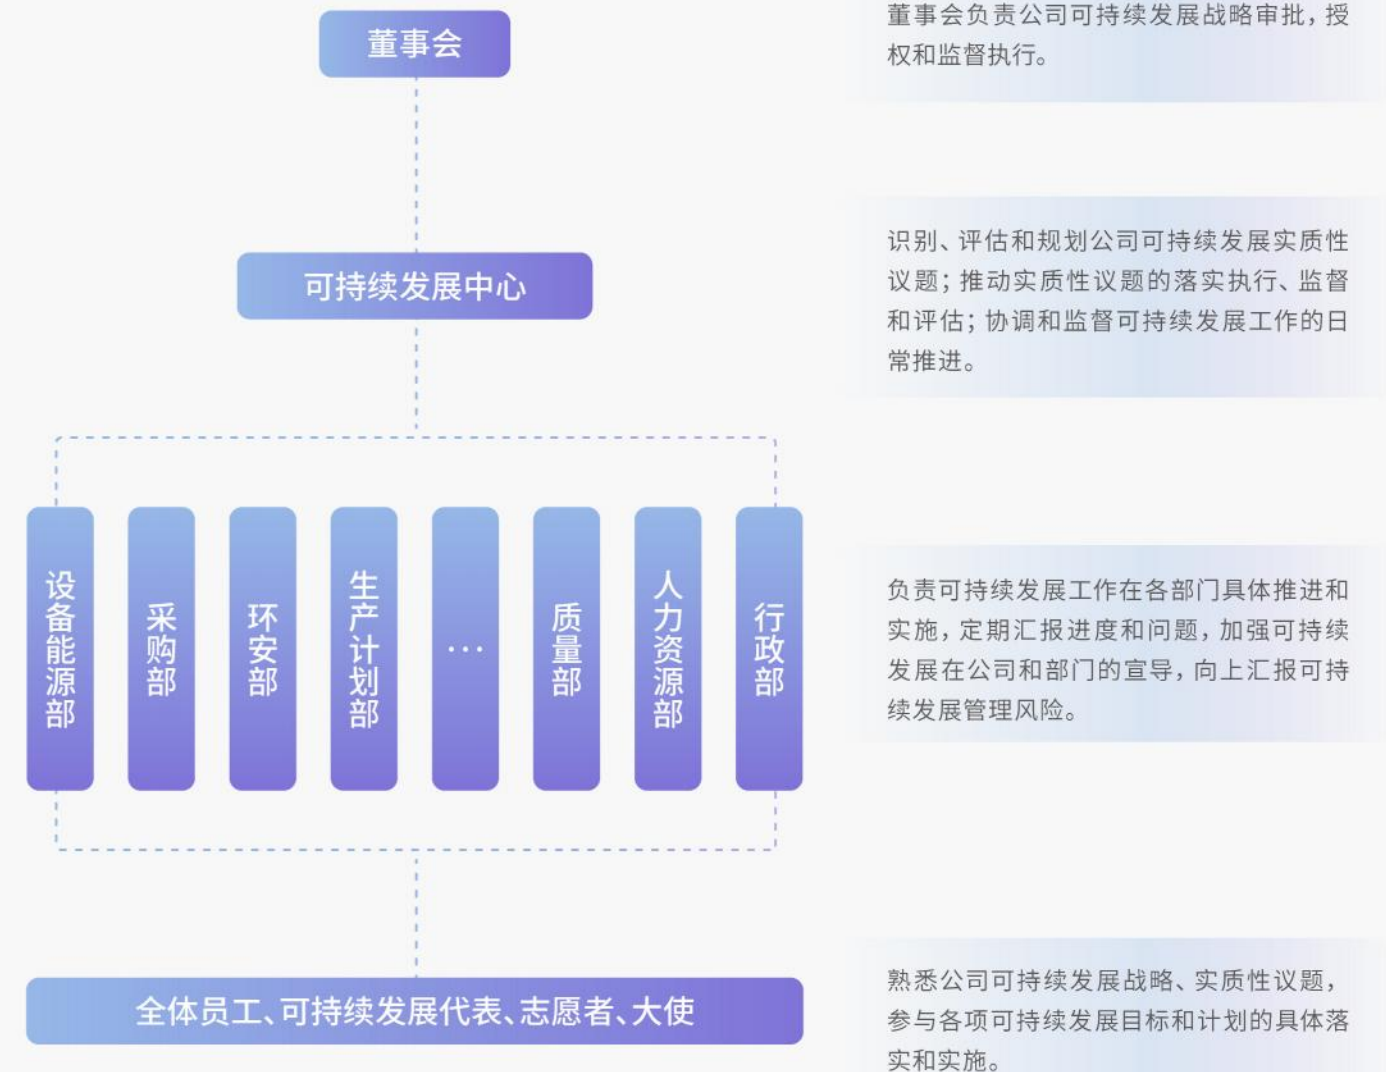 董事会
董事会负责公司可持续发展战略审批，授
权和监督执行。
可持续发展中心
识别、评估和规划公司可持续发展实质性
议题；推动实质性议题的落实执行、监督
和评估；协调和监督可持续发展工作的日
常推进。
设备能源部
采购部
环安部
生产计划部
...
质量部
人力资源部
行政部
负责可持续发展工作在各部门具体推进和
实施，定期汇报进度和问题，加强可持续
发展在公司和部门的宣导，向上汇报可持
续发展管理风险。
全体员工、可持续发展代表、志愿者、大使
熟悉公司可持续发展战略、实质性议题，
参与各项可持续发展目标和计划的具体落
实和实施。